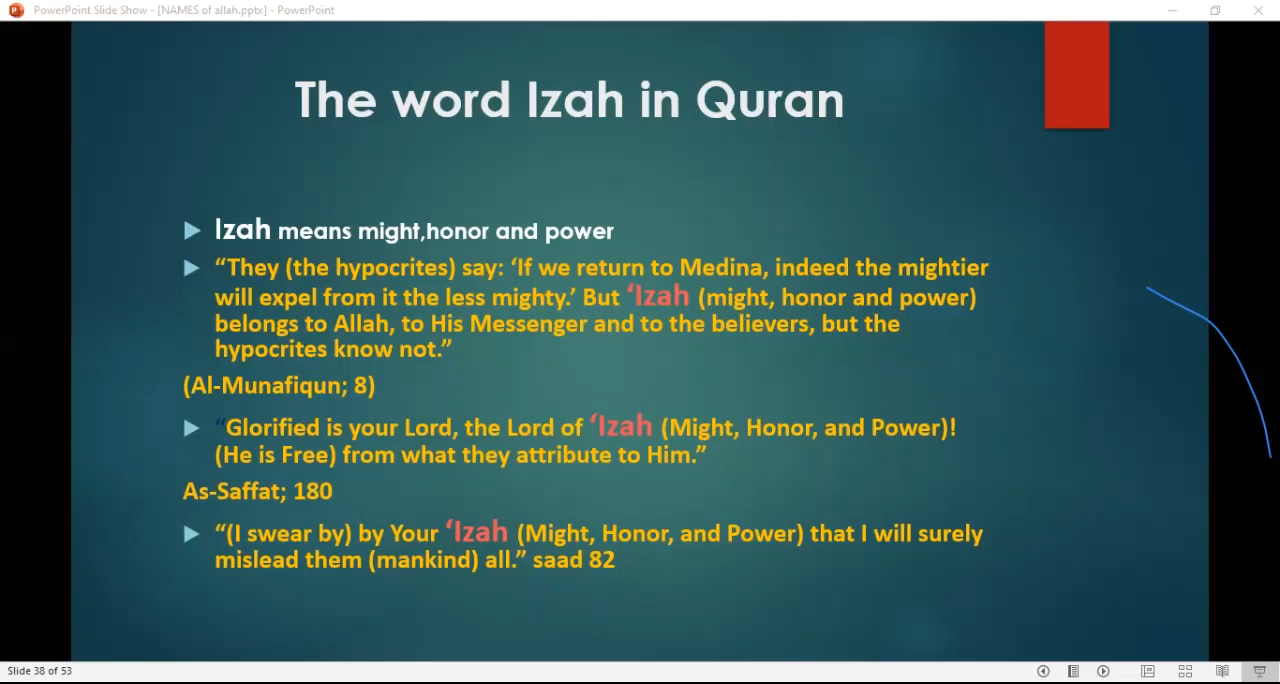 PowerPoint Slide Show - [NAMES of allah.pptx] - PowerPoint
The word Izah in Quran
Izah means might,honor and power
“They (the hypocrites) say: ‘If we return to Medina, indeed the mightier
will expel from it the less mighty.’ But ‘Izah (might, honor and power)
belongs to Allah, to His Messenger and to the believers, but the
hypocrites know not.”
(Al-Munafiqun; 8)
“Glorified is your Lord, the Lord of ‘Izah (Might, Honor, and Power)!
(He is Free) from what they attribute to Him.”
As-Saffat; 180
“(I swear by) by Your ‘Izah (Might, Honor, and Power) that I will surely
mislead them (mankind) all.” saad 82
Slide 38 of 53